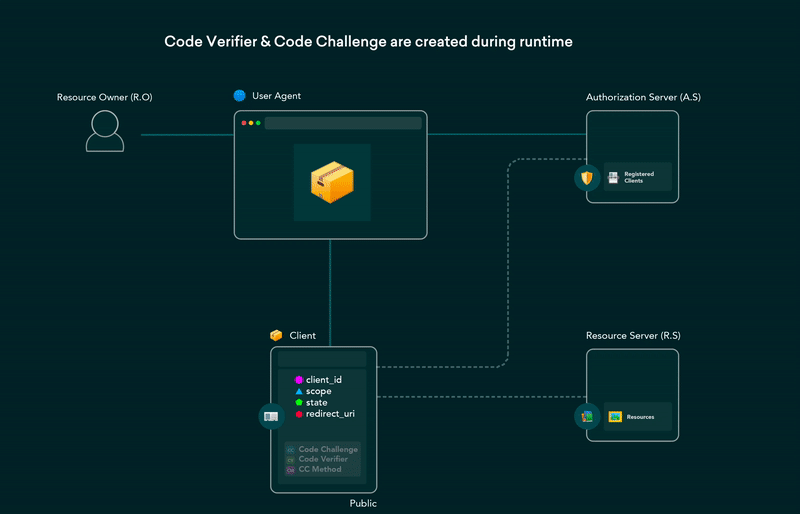 Code Verifier & Code Challenge are created during runtime
Resource Owner (R.O)
User Agent
Authorization Server (A.S)
Registered
Clients
Client
client_id
scope
state
redirect_uri
CC Code Challenge
CV Code Verifier
CM CC Method
Public
Resource Server (R.S)
Resources